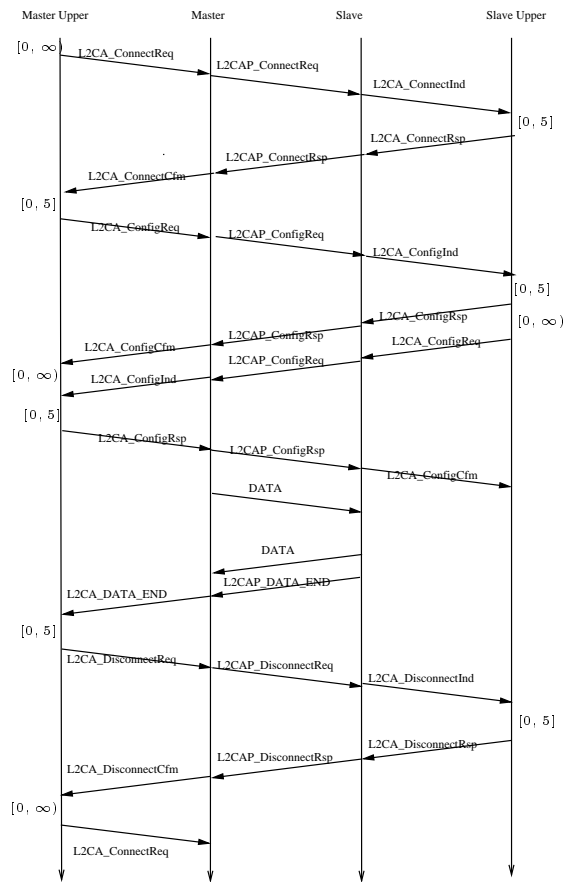 Master Upper Master Slave Slave Upper
[0, ∞)
L2CA_ConnectReq
L2CAP_ConnectReq
L2CA_ConnectInd
[0, 5]
L2CA_ConnectRsp
L2CAP_ConnectRsp
L2CA_ConnectCfm
[0, 5]
L2CA_ConfigReq
L2CAP_ConfigReq
L2CA_ConfigInd
[0, 5]
L2CA_ConfigRsp
[0, ∞)
L2CAP_ConfigRsp
L2CA_ConfigReq
L2CA_ConfigCfm
L2CAP_ConfigReq
[0, ∞)
L2CA_ConfigInd
[0, 5]
L2CA_ConfigRsp
L2CAP_ConfigRsp
L2CA_ConfigCfm
DATA
DATA
L2CAP_DATA_END
L2CA_DATA_END
[0, 5]
L2CA_DisconnectReq
L2CAP_DisconnectReq
L2CA_DisconnectInd
[0, 5]
L2CA_DisconnectRsp
L2CAP_DisconnectRsp
L2CA_DisconnectCfm
[0, ∞)
L2CA_ConnectReq